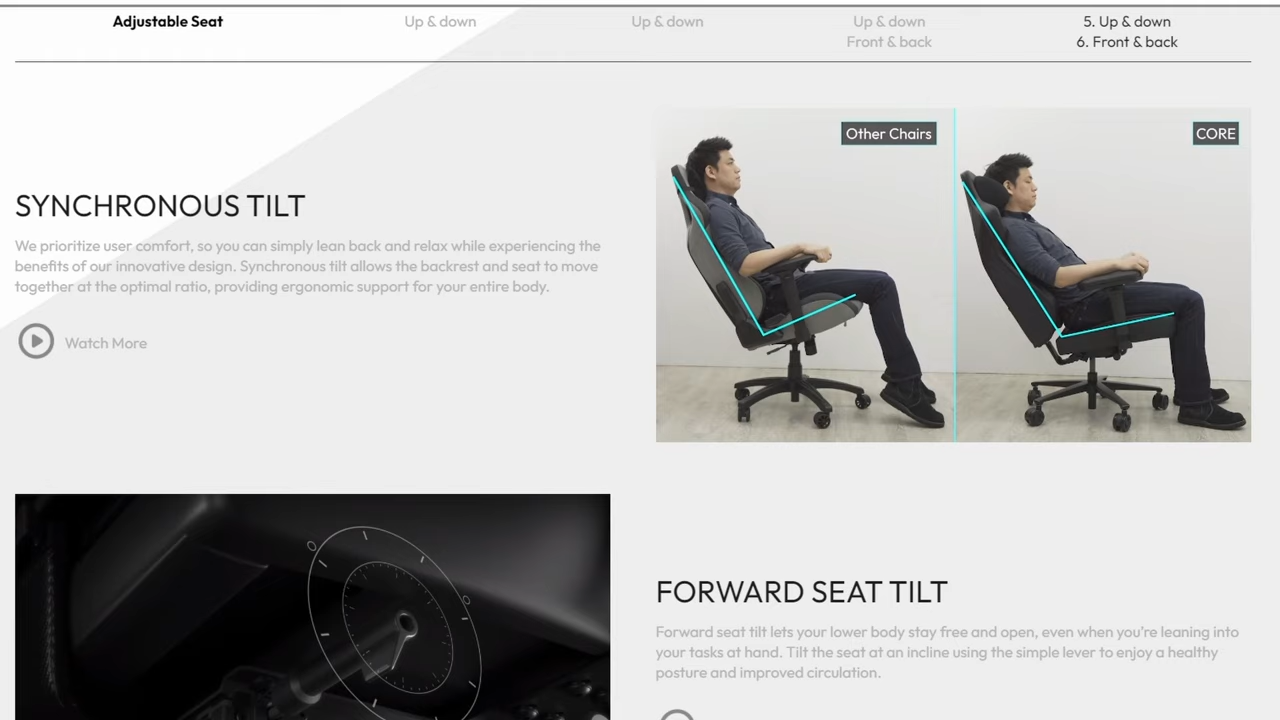 Adjustable Seat
Up & down
Up & down
Up & down
Front & back
5. Up & down
6. Front & back
Other Chairs
CORE
SYNCHRONOUS TILT
We prioritize user comfort, so you can simply lean back and relax while experiencing the
benefits of our innovative design. Synchronous tilt allows the backrest and seat to move
together at the optimal ratio, providing ergonomic support for your entire body.
Watch More
FORWARD SEAT TILT
Forward seat tilt lets your lower body stay free and open, even when you're leaning into
your tasks at hand. Tilt the seat at an incline using the simple lever to enjoy a healthy
posture and improved circulation.